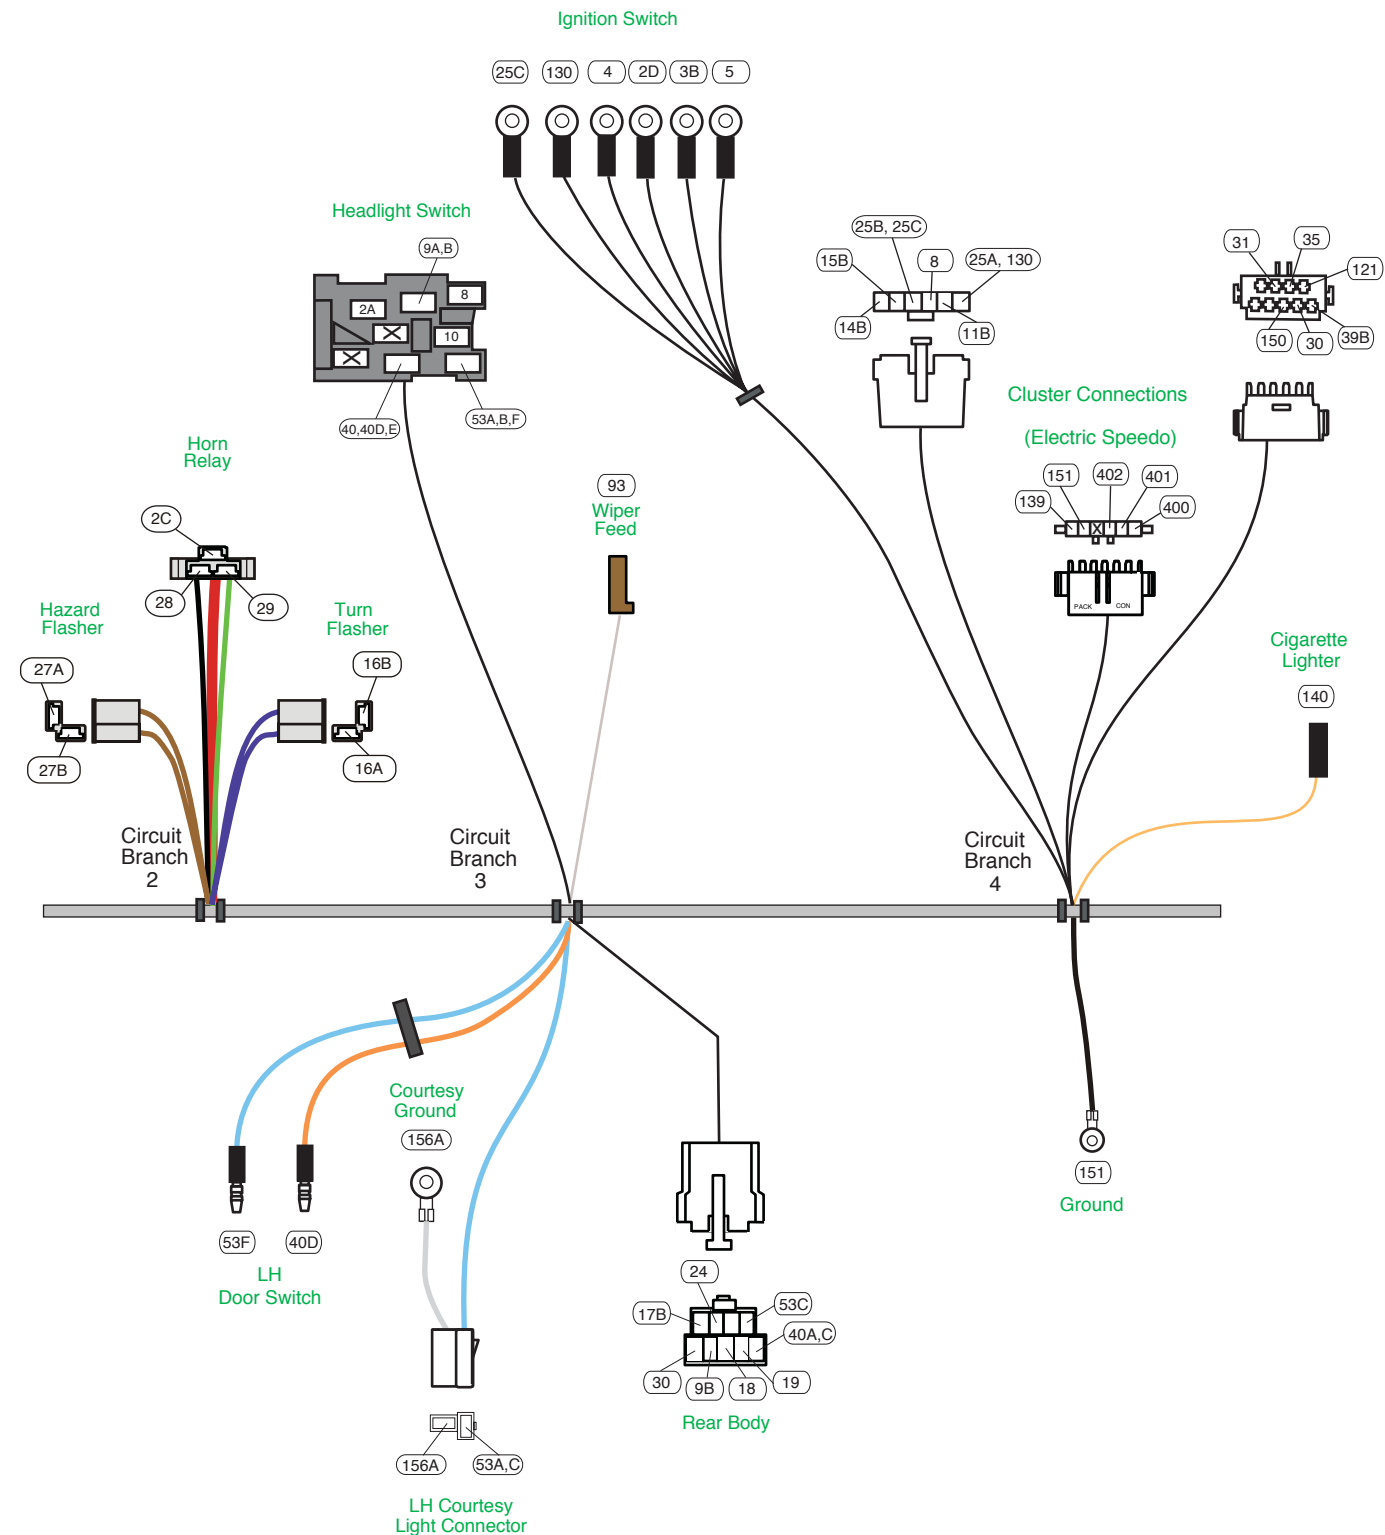 Ignition Switch
25C 130 4 2D 3B 5
Headlight Switch
9A,B
8
2A
10
40,40D,E
53A,B,F
25B, 25C
15B
8
25A, 130
14B
11B
31
35
121
150
30
39B
Cluster Connections
(Electric Speedo)
151
402
401
139
X
400
PACK
CON
Horn
Relay
2C
28
29
93
Wiper
Feed
Hazard
Flasher
27A
27B
Turn
Flasher
16B
16A
Cigarette
Lighter
140
Circuit
Branch
2
Circuit
Branch
3
Circuit
Branch
4
Courtesy
Ground
156A
53F
40D
LH
Door Switch
151
Ground
24
17B
53C
40A,C
30
9B
18
19
Rear Body
156A
53A,C
LH Courtesy
Light Connector